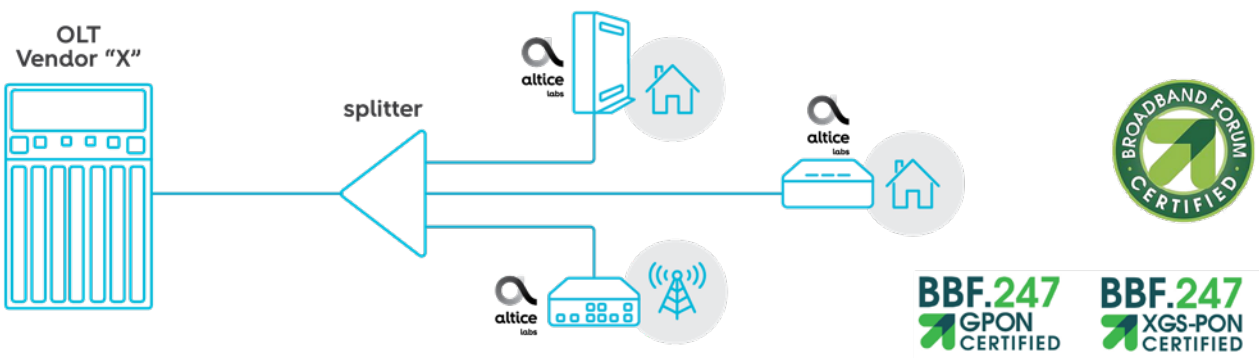 OLT
Vendor "X"
splitter
altice
labs
altice
labs
altice
labs
BROADBAND FORUM
CERTIFIED
BBF.247
GPON
CERTIFIED
BBF.247
XGS-PON
CERTIFIED